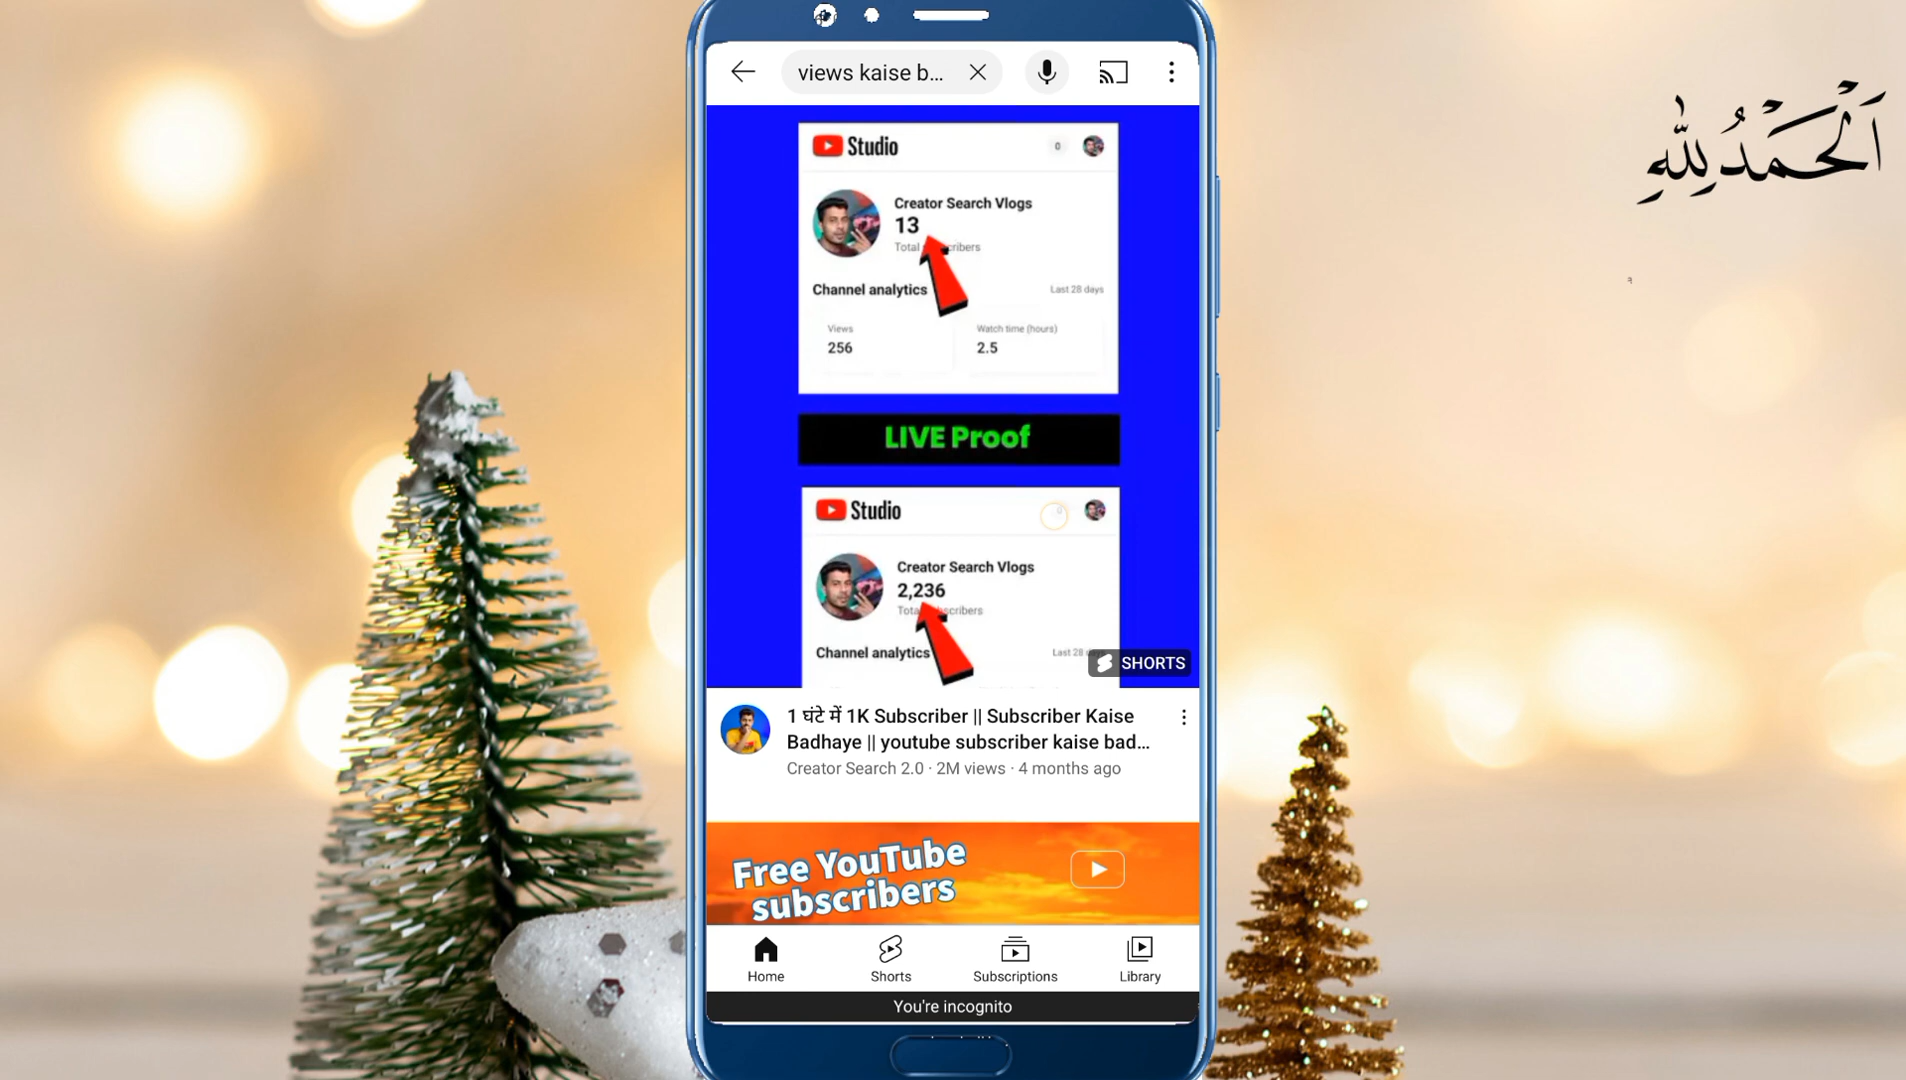 views kaise b...
Studio
0
Creator Search Vlogs
13
Total
cribers
Channel analytics
Last 28 days
Views
256
Watch time (hours)
2.5
LIVE Proof
Studio
Creator Search Vlogs
2,236
scribers
Channel analytics
Last 28
SHORTS
1 घंटे में 1K Subscriber || Subscriber Kaise
Badhaye || youtube subscriber kaise bad...
Creator Search 2.0 · 2M views · 4 months ago
Free YouTube
subscribers
Home
Shorts
Subscriptions
Library
You're incognito
اَلْحَمْدُلِلّٰهِ